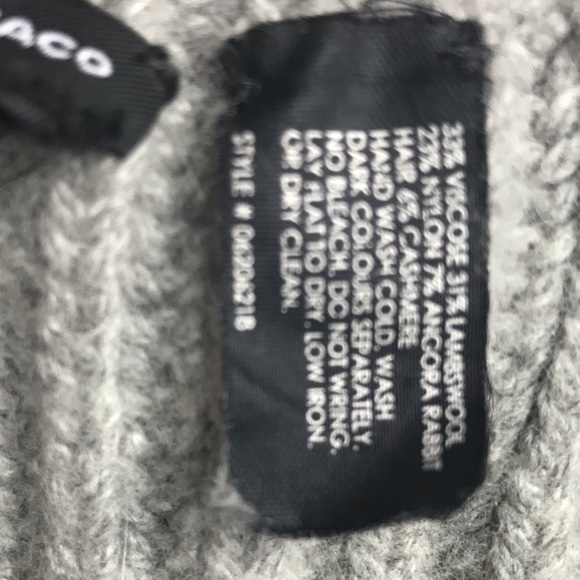 ACO
33% VISCOSE 31% LAMBSWOOL
23% NYLON 7% ANGORA RABBIT
HAIR 6% CASHMERE
HAND WASH COLD. WASH
DARK COLOURS SEPARATELY.
NO BLEACH. DO NOT WRING.
LAY FLAT TO DRY. LOW IRON.
OR DRY CLEAN.
STYLE #